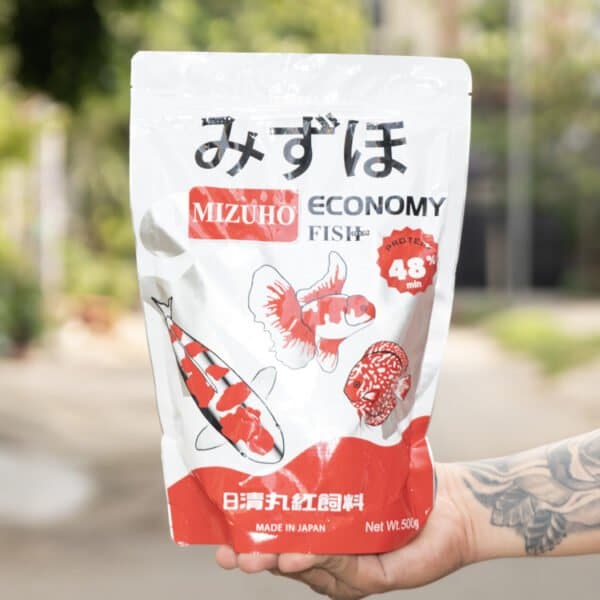 みずほ
MIZUHO ECONOMY
FISH
PROTEIN
48%
min
日清丸紅飼料
MADE IN JAPAN
Net Wt. 500g